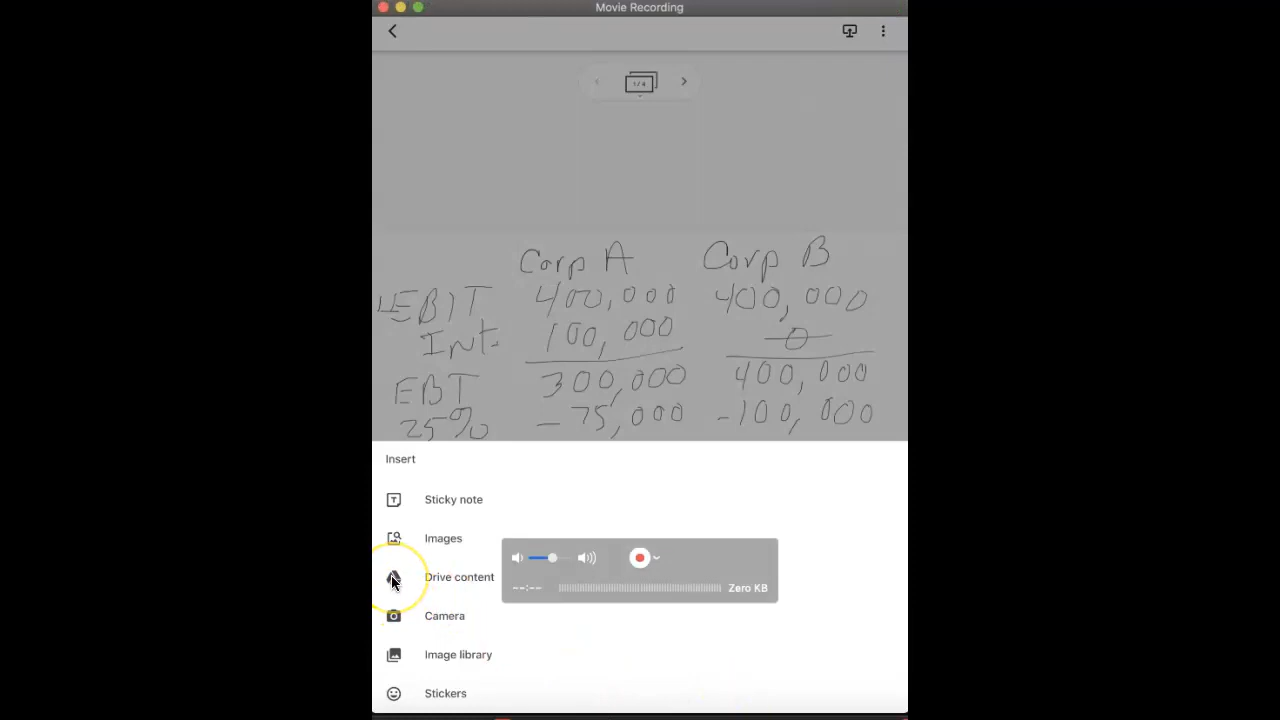 Movie Recording
1/4
Corp A Corp B
EBIT 400,000 400,000
Int. 100,000 0
EBT 300,000 400,000
25% - 75,000 - 100,000
Insert
Sticky note
Images
Drive content
--:-- Zero KB
Camera
Image library
Stickers